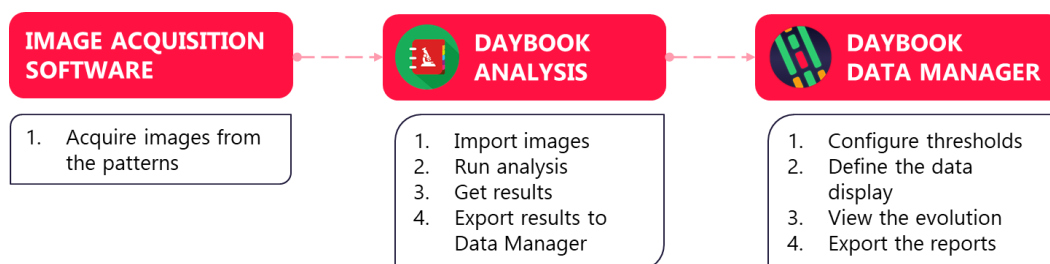 IMAGE ACQUISITION
SOFTWARE
1. Acquire images from
the patterns
DAYBOOK
ANALYSIS
1. Import images
2. Run analysis
3. Get results
4. Export results to
Data Manager
DAYBOOK
DATA MANAGER
1. Configure thresholds
2. Define the data
display
3. View the evolution
4. Export the reports